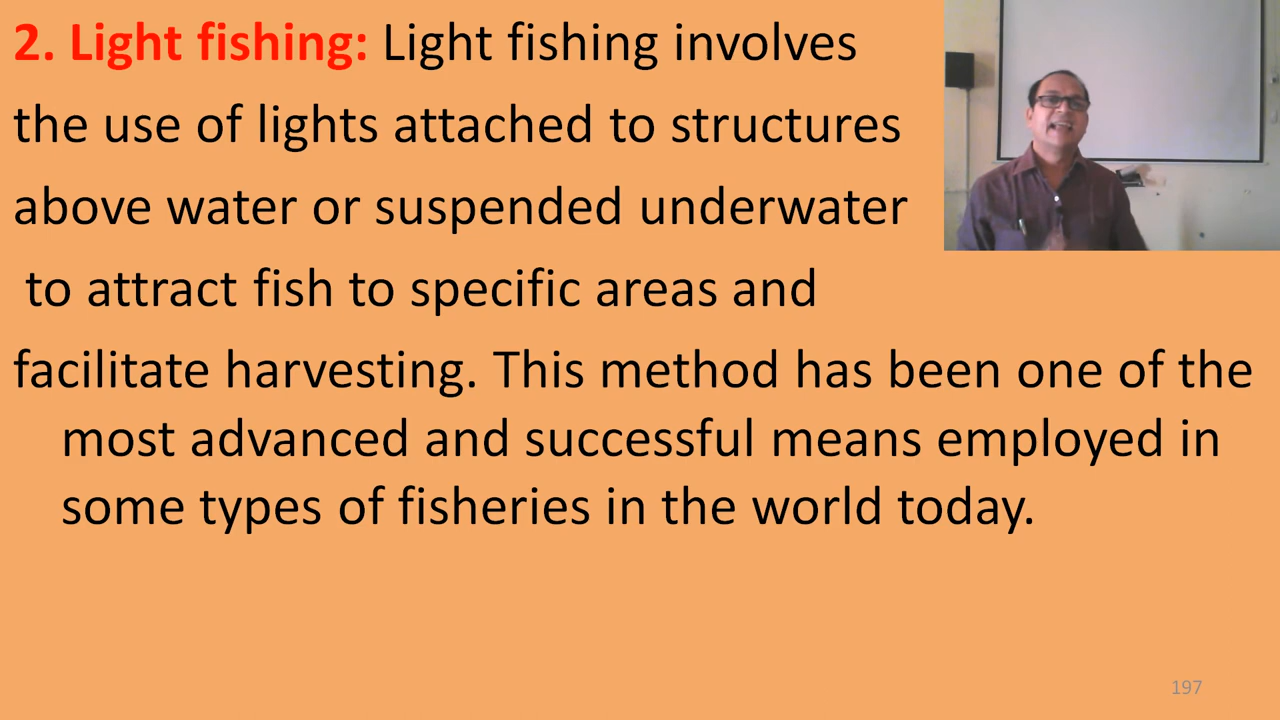 2. Light fishing: Light fishing involves
the use of lights attached to structures
above water or suspended underwater
to attract fish to specific areas and
facilitate harvesting. This method has been one of the
most advanced and successful means employed in
some types of fisheries in the world today.
197